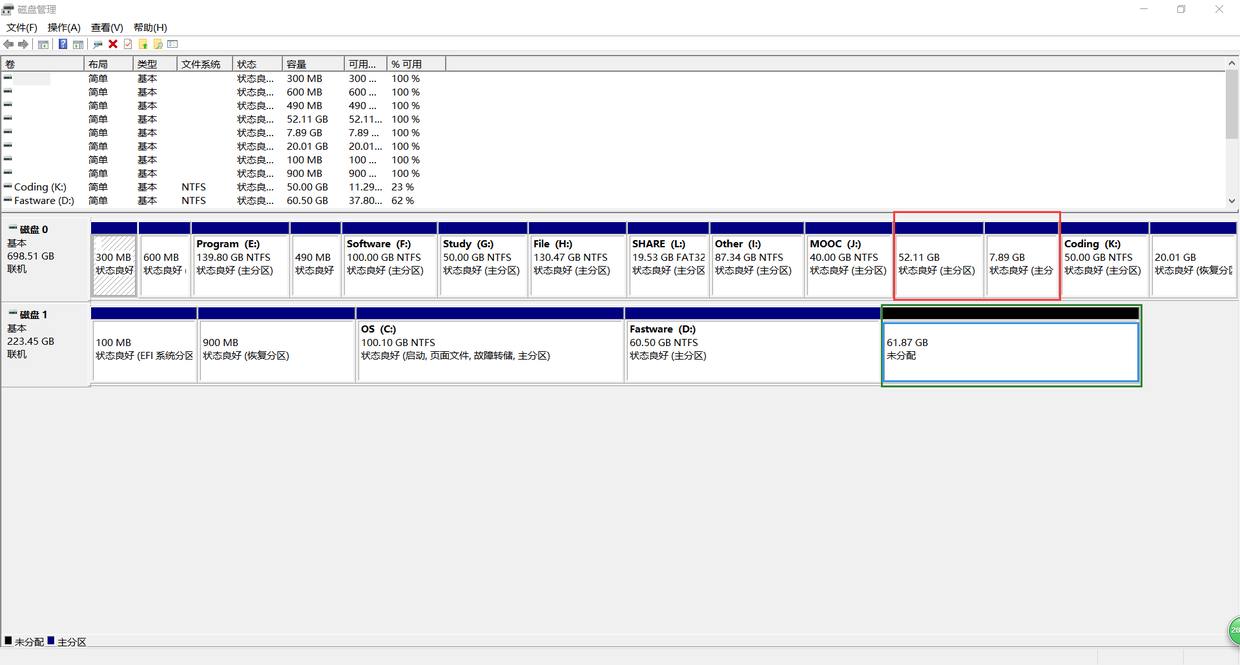 磁盘管理
文件(F) 操作(A) 查看(V) 帮助(H)
卷 布局 类型 文件系统 状态 容量 可用... % 可用
简单 基本 状态良... 300 MB 300 ... 100 %
简单 基本 状态良... 600 MB 600 ... 100 %
简单 基本 状态良... 490 MB 490 ... 100 %
简单 基本 状态良... 52.11 GB 52.11... 100 %
简单 基本 状态良... 7.89 GB 7.89 ... 100 %
简单 基本 状态良... 20.01 GB 20.01... 100 %
简单 基本 状态良... 100 MB 100 ... 100 %
简单 基本 状态良... 900 MB 900 ... 100 %
Coding (K:) 简单 基本 NTFS 状态良... 50.00 GB 11.29... 23 %
Fastware (D:) 简单 基本 NTFS 状态良... 60.50 GB 37.80... 62 %
磁盘 0
基本
698.51 GB
联机
300 MB
状态良好
600 MB
状态良好
Program (E:)
139.80 GB NTFS
状态良好 (主分区)
490 MB
状态良好
Software (F:)
100.00 GB NTFS
状态良好 (主分区)
Study (G:)
50.00 GB NTFS
状态良好 (主分区)
File (H:)
130.47 GB NTFS
状态良好 (主分区)
SHARE (L:)
19.53 GB FAT32
状态良好 (主分区
Other (I:)
87.34 GB NTFS
状态良好 (主分区)
MOOC (J:)
40.00 GB NTFS
状态良好 (主分区)
52.11 GB
状态良好 (主分区)
7.89 GB
状态良好 (主分
Coding (K:)
50.00 GB NTFS
状态良好 (主分区)
20.01 GB
状态良好 (恢复分区
磁盘 1
基本
223.45 GB
联机
100 MB
状态良好 (EFI 系统分区
900 MB
状态良好 (恢复分区)
OS (C:)
100.10 GB NTFS
状态良好 (启动, 页面文件, 故障转储, 主分区)
Fastware (D:)
60.50 GB NTFS
状态良好 (主分区)
61.87 GB
未分配
未分配 主分区